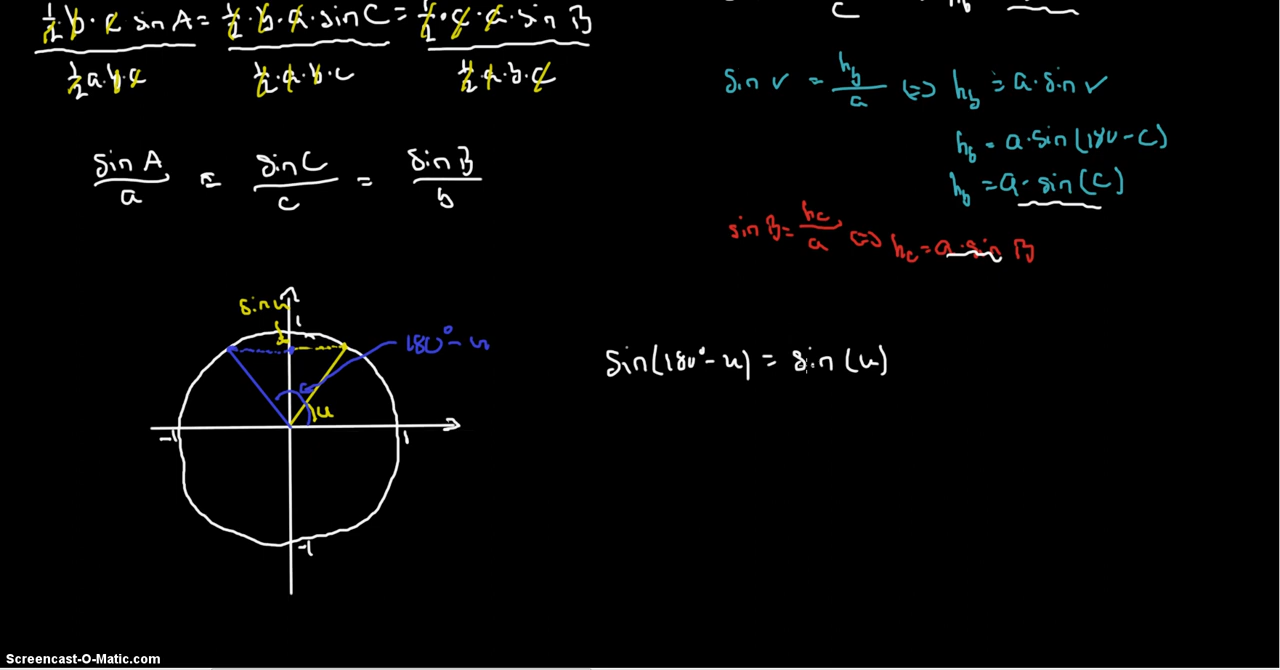 ½·b·c sin A = ½·b·a·sin C = ½·c·a·sin B
½ a·b·c ½·a·b·c ½·a·b·c
sin A / a = sin C / c = sin B / b
c h_b
sin v = h_b / a ⇔ h_b = a·sin v
h_b = a·sin(180-C)
h_b = a·sin(C)
sin B = h_c / a ⇔ h_c = a·sin B
sin u
1
180° - u
sin(180° - u) = sin(u)
u
-1 1
-1
Screencast-O-Matic.com